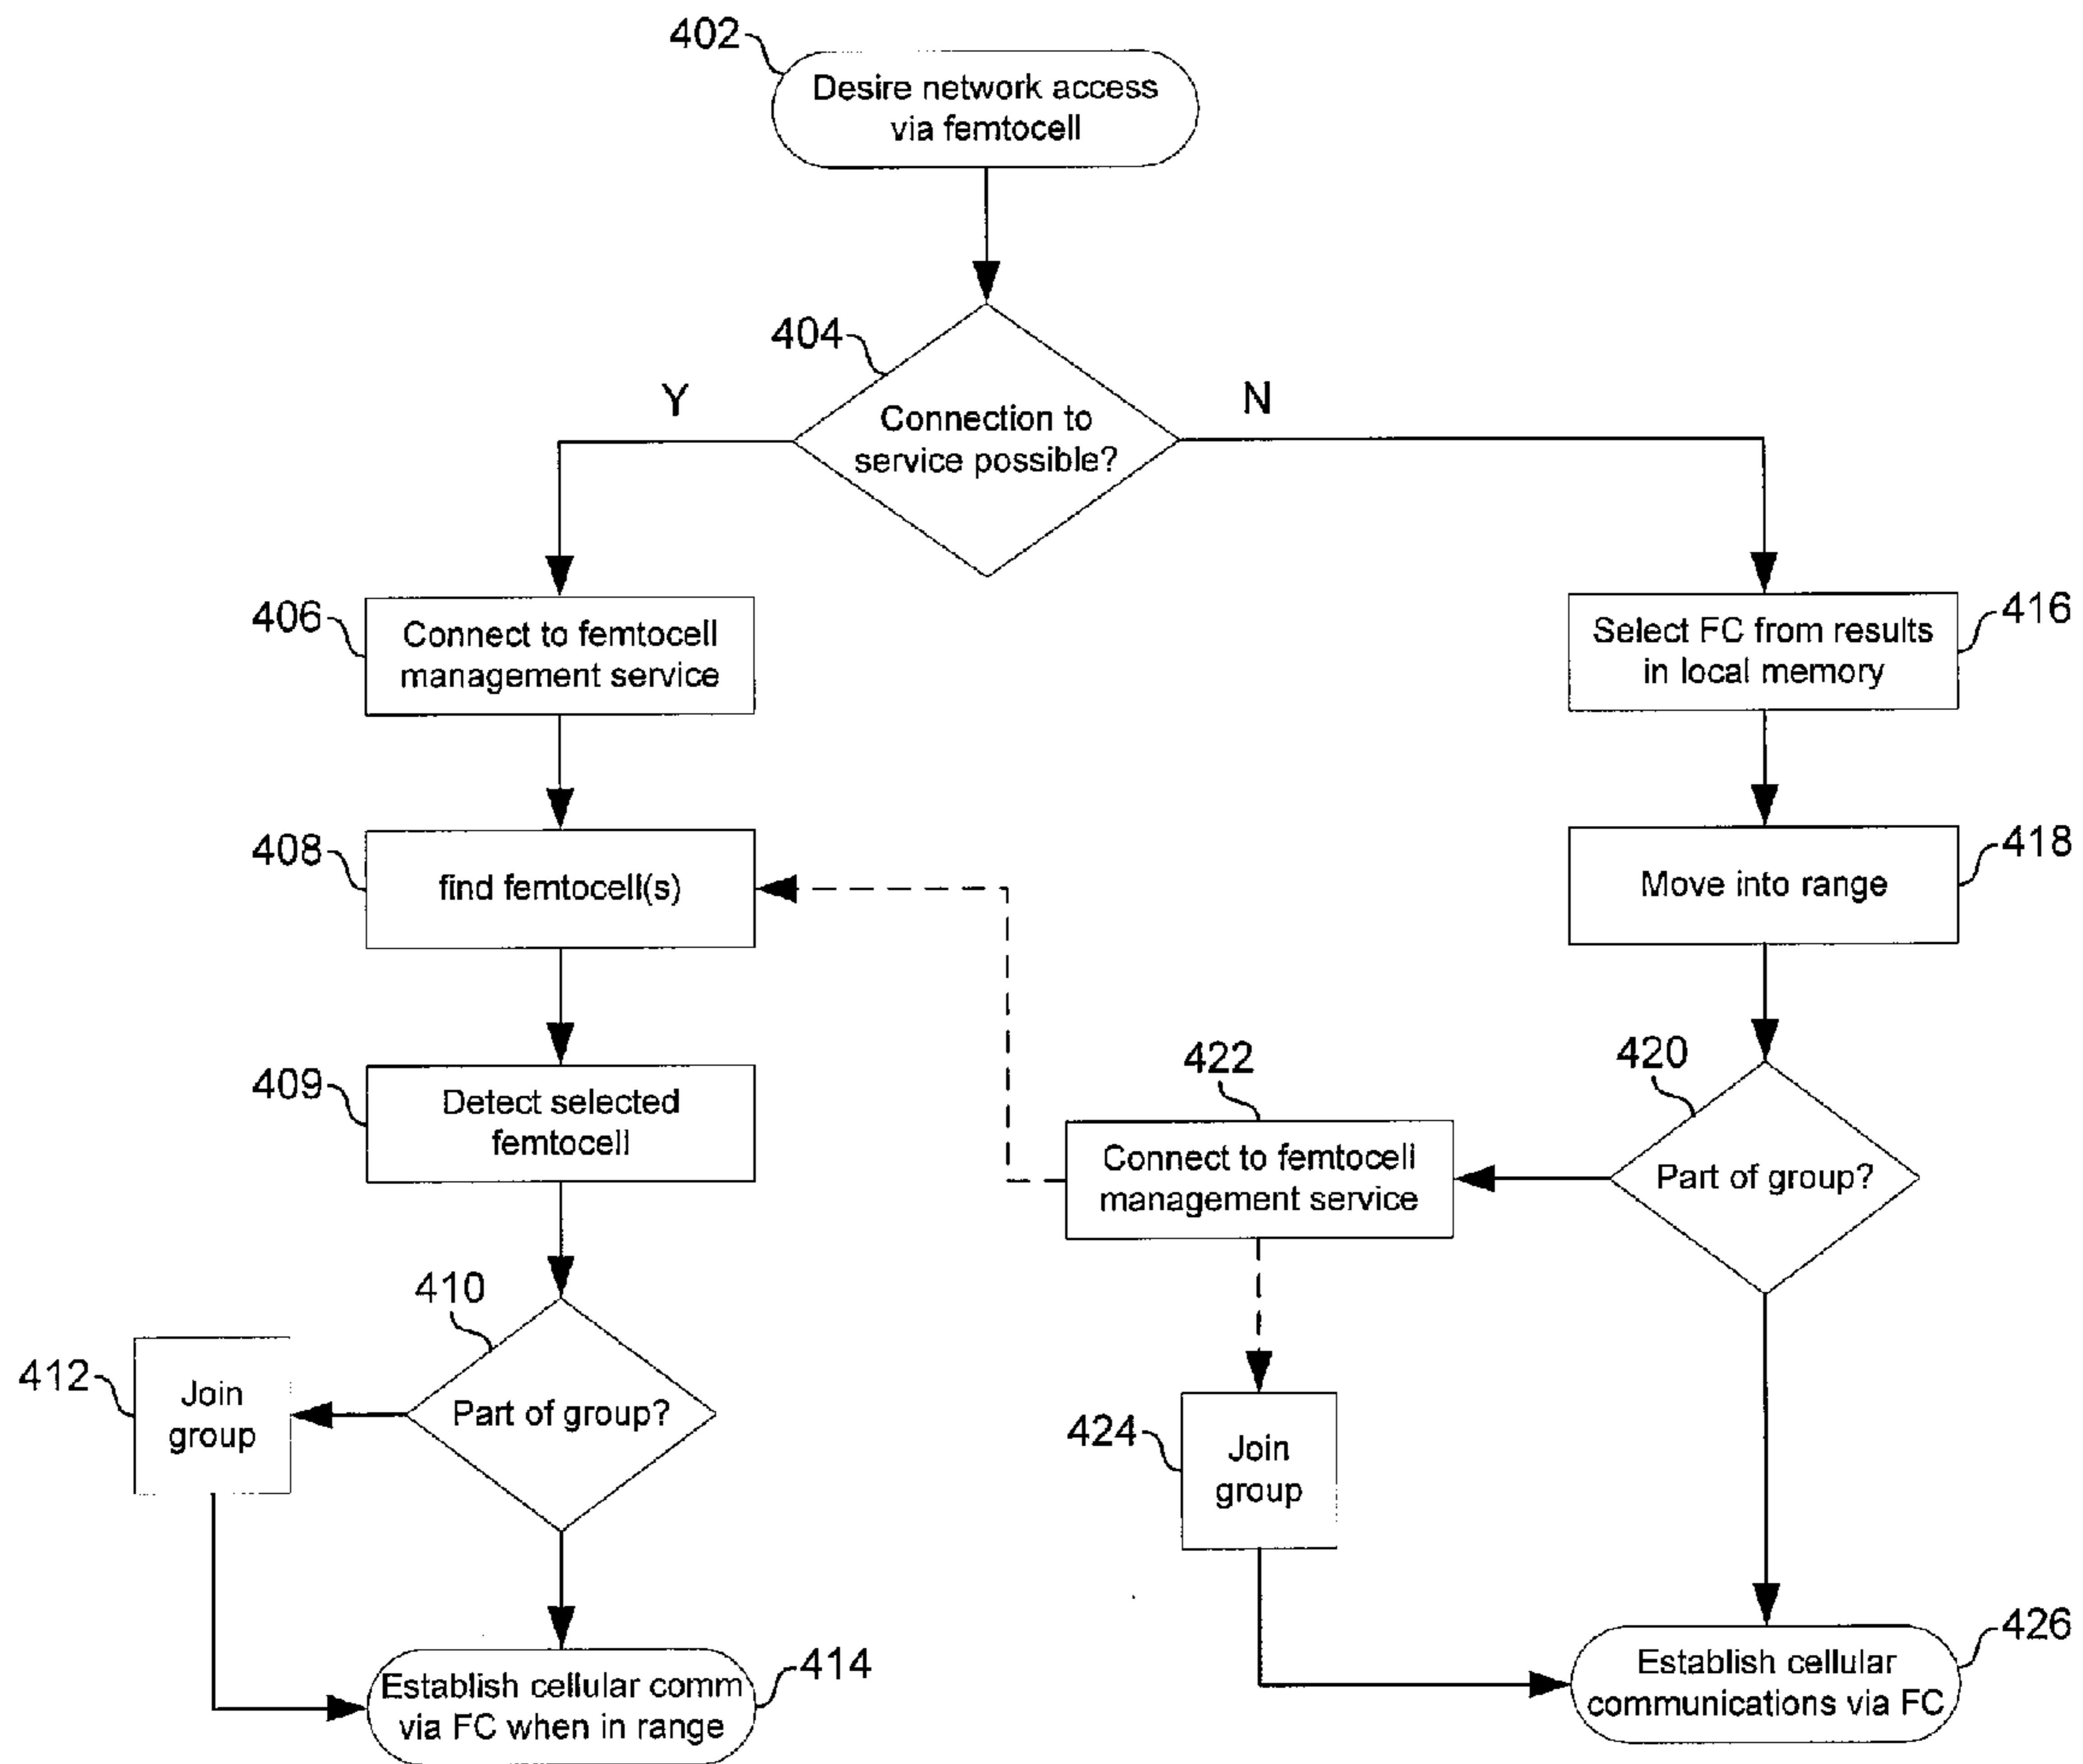 402
Desire network access
via femtocell
404
Y
N
Connection to
service possible?
406
Connect to femtocell
management service
416
Select FC from results
in local memory
408
find femtocell(s)
418
Move into range
409
Detect selected
femtocell
422
Connect to femtocell
management service
420
Part of group?
410
Part of group?
412
Join
group
424
Join
group
414
Establish cellular comm
via FC when in range
426
Establish cellular
communications via FC